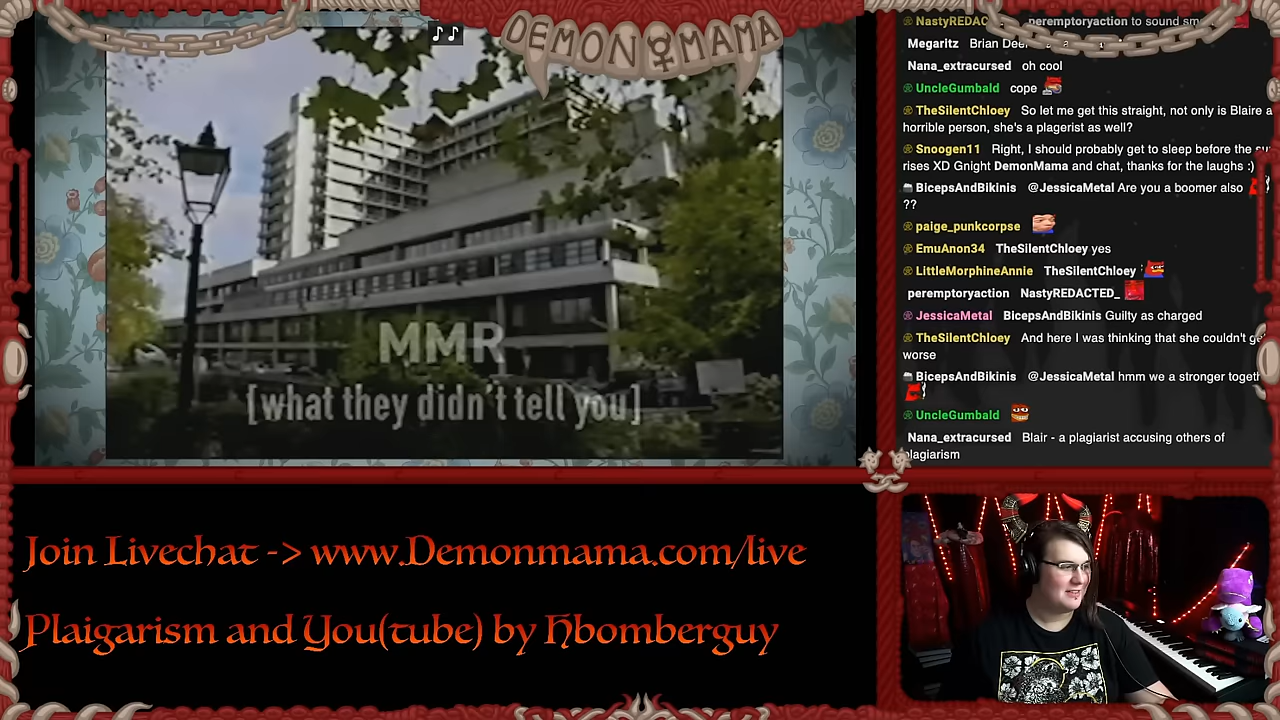 DEMON MAMA
MMR
[what they didn't tell you]
NastyREDAC peremptoryaction to sound
Megaritz Brian
Nana_extracursed oh cool
UncleGumbald cope
TheSilentChloey So let me get this straight, not only is Blaire a
horrible person, she's a plagerist as well?
Snoogen11 Right, I should probably get to sleep before the
rises XD Gnight DemonMama and chat, thanks for the laughs :)
BicepsAndBikinis @JessicaMetal Are you a boomer also
??
paige_punkcorpse
EmuAnon34 TheSilentChloey yes
LittleMorphineAnnie TheSilentChloey
peremptoryaction NastyREDACTED_
JessicaMetal BicepsAndBikinis Guilty as charged
TheSilentChloey And here I was thinking that she couldn't
worse
BicepsAndBikinis @JessicaMetal hmm we a stronger
UncleGumbald
Nana_extracursed Blair - a plagiarist accusing others of
plagiarism
Join Livechat -> www.Demonmama.com/live
Plaigarism and You(tube) by Hbomberguy